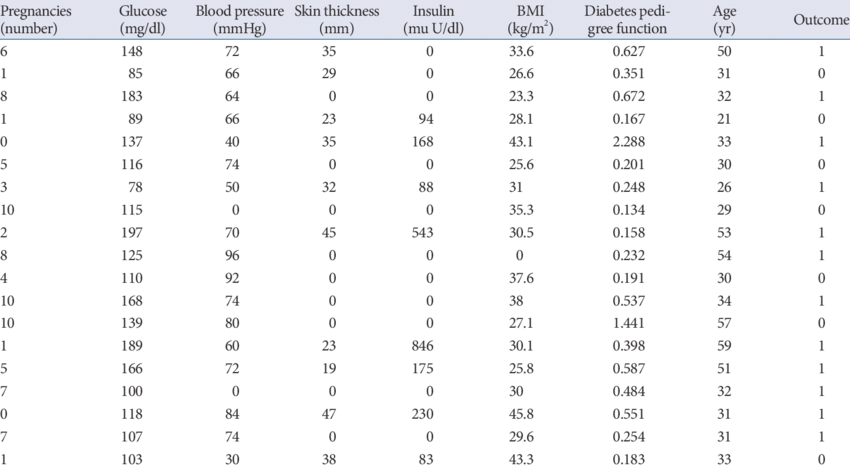 Pregnancies (number) Glucose (mg/dl) Blood pressure (mmHg) Skin thickness (mm) Insulin (mu U/dl) BMI (kg/m²) Diabetes pedi-gree function Age (yr) Outcome
6 148 72 35 0 33.6 0.627 50 1
1 85 66 29 0 26.6 0.351 31 0
8 183 64 0 0 23.3 0.672 32 1
1 89 66 23 94 28.1 0.167 21 0
0 137 40 35 168 43.1 2.288 33 1
5 116 74 0 0 25.6 0.201 30 0
3 78 50 32 88 31 0.248 26 1
10 115 0 0 0 35.3 0.134 29 0
2 197 70 45 543 30.5 0.158 53 1
8 125 96 0 0 0 0.232 54 1
4 110 92 0 0 37.6 0.191 30 0
10 168 74 0 0 38 0.537 34 1
10 139 80 0 0 27.1 1.441 57 0
1 189 60 23 846 30.1 0.398 59 1
5 166 72 19 175 25.8 0.587 51 1
7 100 0 0 0 30 0.484 32 1
0 118 84 47 230 45.8 0.551 31 1
7 107 74 0 0 29.6 0.254 31 1
1 103 30 38 83 43.3 0.183 33 0